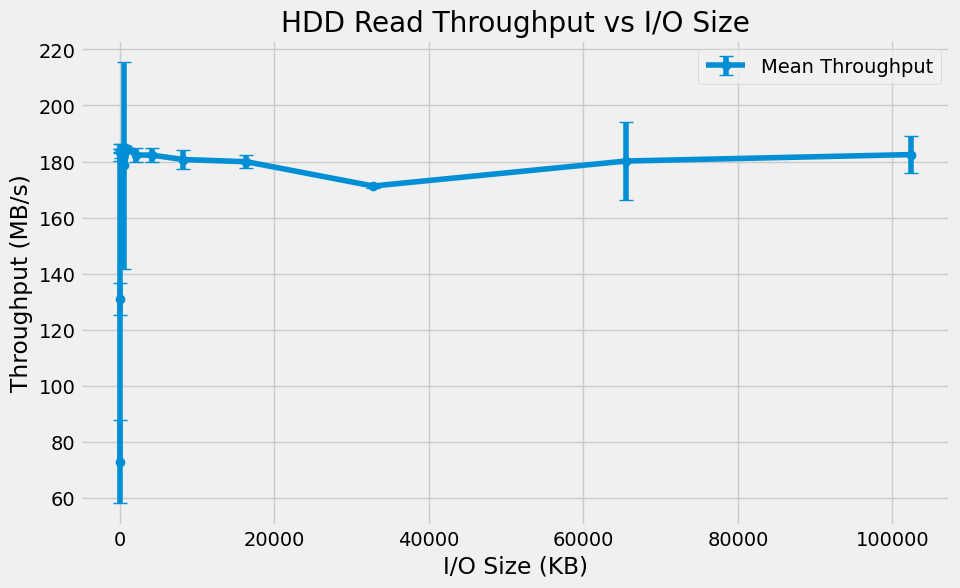 HDD Read Throughput vs I/O Size
Mean Throughput
Throughput (MB/s)
220
200
180
160
140
120
100
80
60
0 20000 40000 60000 80000 100000
I/O Size (KB)